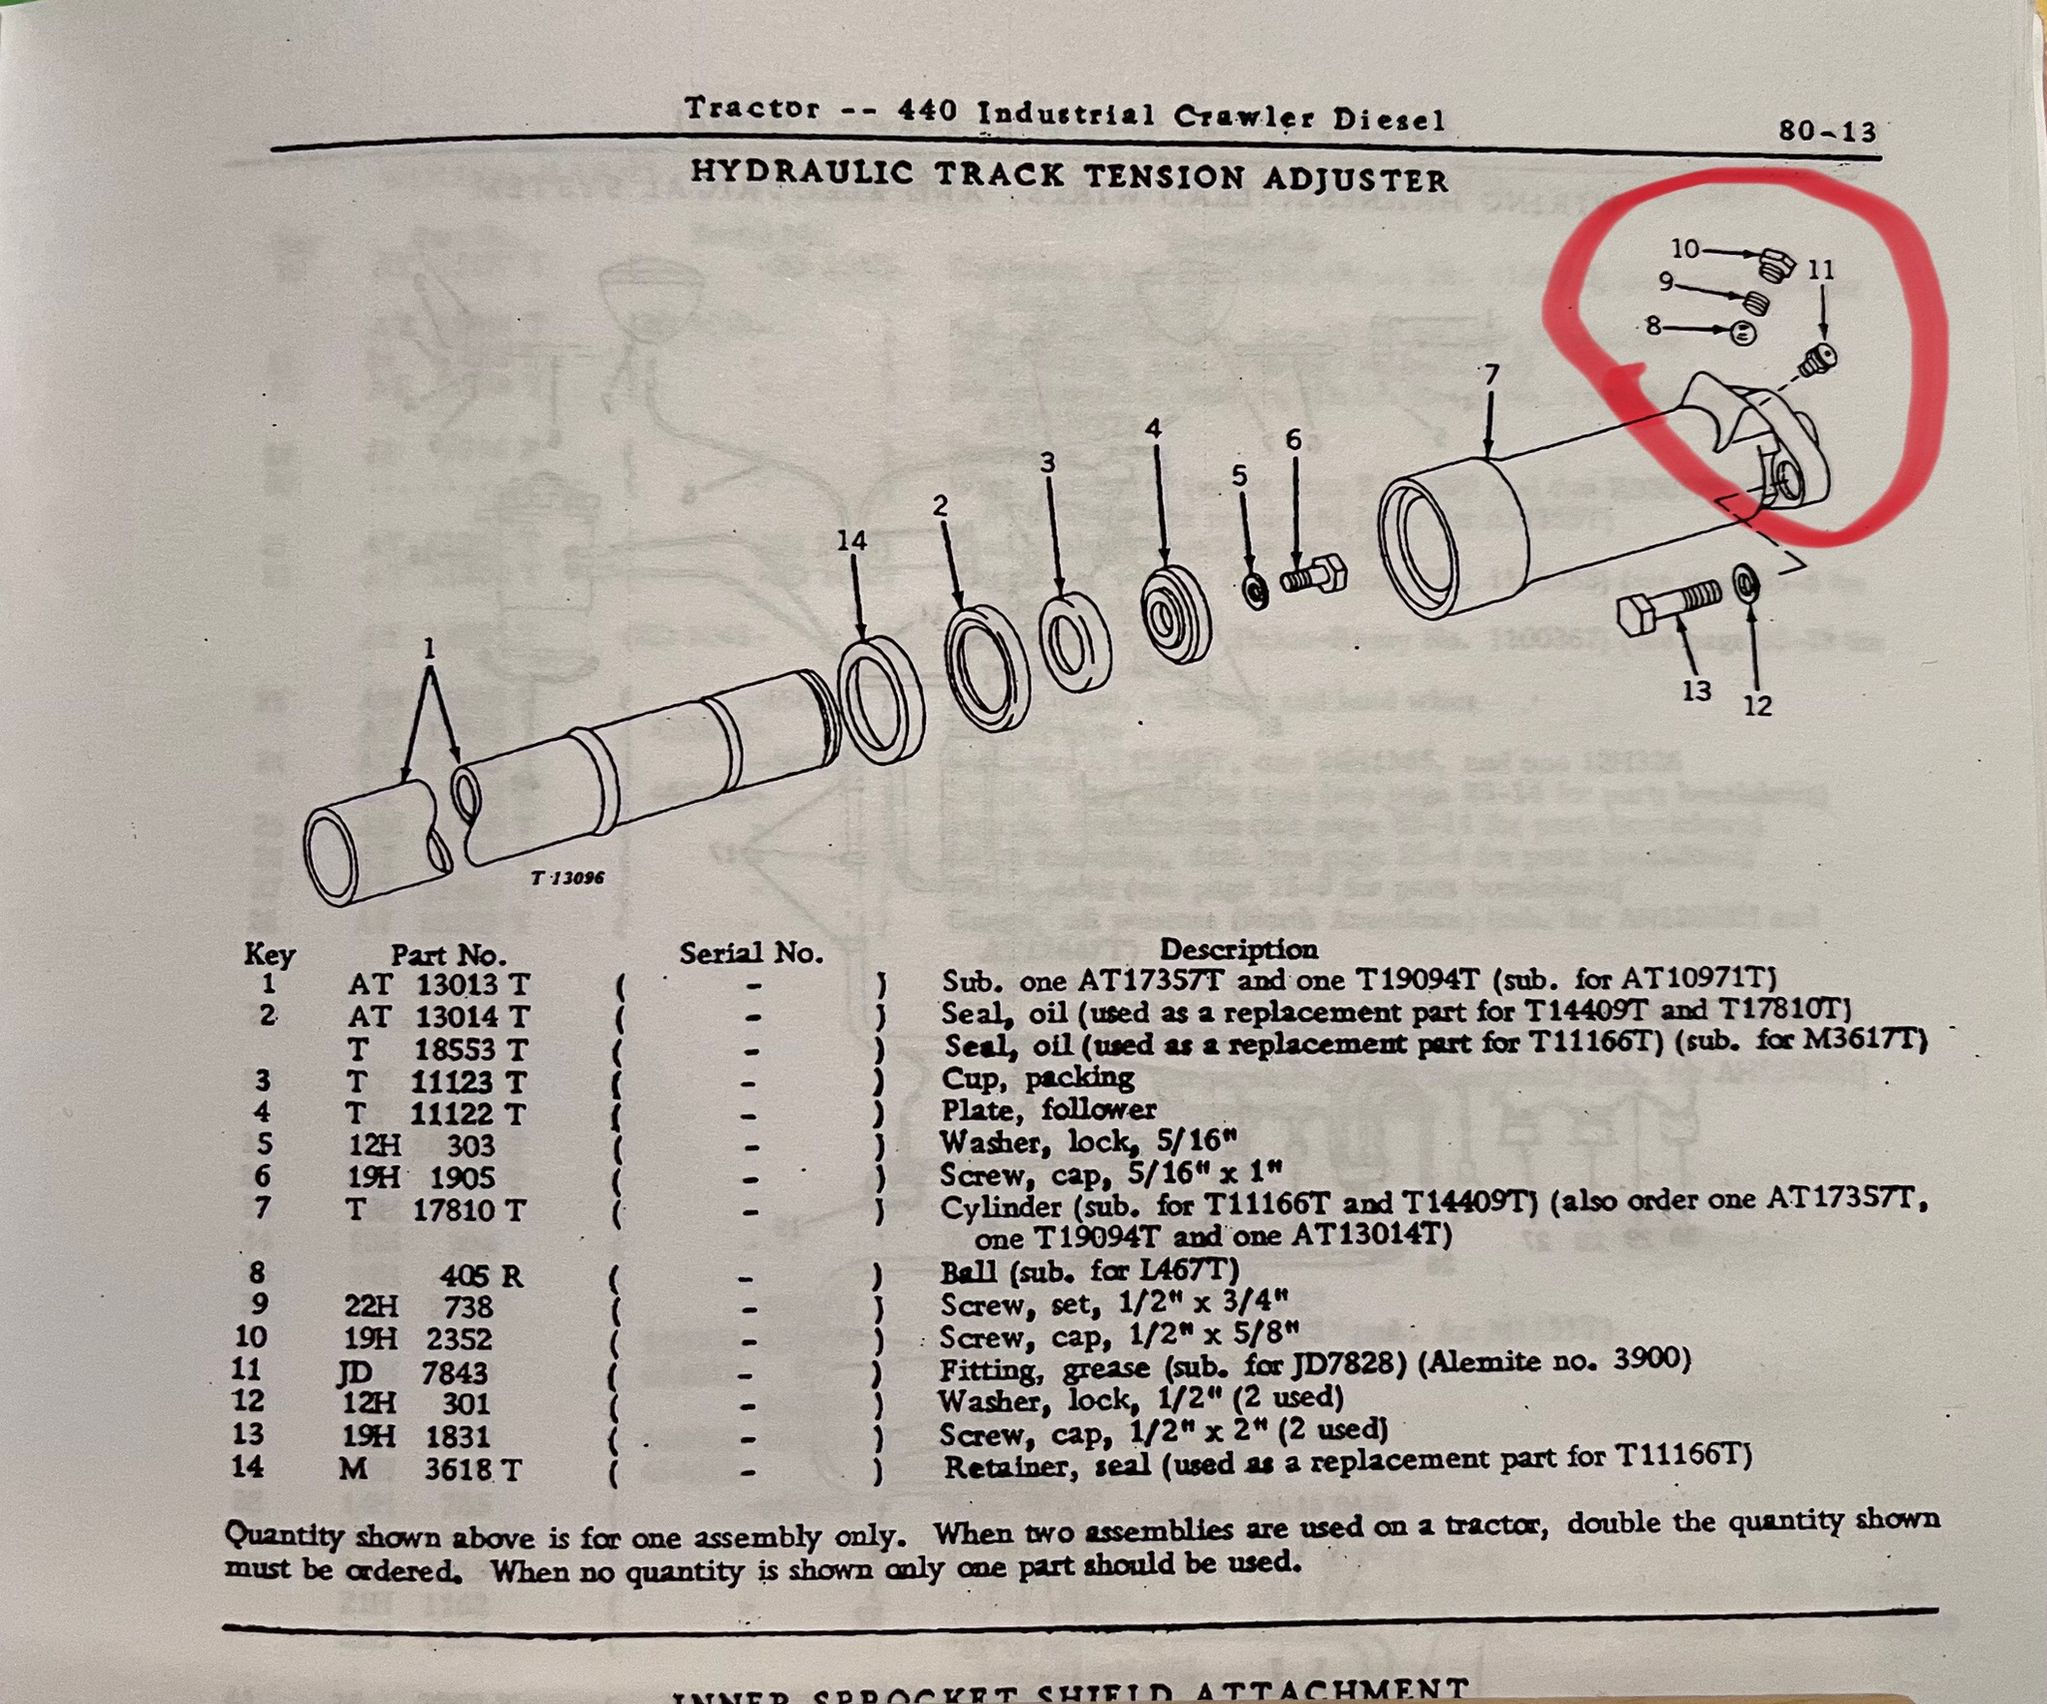 Tractor -- 440 Industrial Crawler Diesel
80-13
HYDRAULIC TRACK TENSION ADJUSTER
10
11
9
8
7
6
4
5
3
2
14
13
12
1
T 13096
Key Part No. Serial No. Description
1 AT 13013 T ( - ) Sub. one AT17357T and one T19094T (sub. for AT10971T)
2 AT 13014 T ( - ) Seal, oil (used as a replacement part for T14409T and T17810T)
T 18553 T ( - ) Seal, oil (used as a replacement part for T11166T) (sub. for M3617T)
3 T 11123 T ( - ) Cup, packing
4 T 11122 T ( - ) Plate, follower
5 12H 303 ( - ) Washer, lock, 5/16"
6 19H 1905 ( - ) Screw, cap, 5/16" x 1"
7 T 17810 T ( - ) Cylinder (sub. for T11166T and T14409T) (also order one AT17357T,
one T19094T and one AT13014T)
8 405 R ( - ) Ball (sub. for L467T)
9 22H 738 ( - ) Screw, set, 1/2" x 3/4"
10 19H 2352 ( - ) Screw, cap, 1/2" x 5/8"
11 JD 7843 ( - ) Fitting, grease (sub. for JD7828) (Alemite no. 3900)
12 12H 301 ( - ) Washer, lock, 1/2" (2 used)
13 19H 1831 ( - ) Screw, cap, 1/2" x 2" (2 used)
14 M 3618 T ( - ) Retainer, seal (used as a replacement part for T11166T)
Quantity shown above is for one assembly only. When two assemblies are used on a tractor, double the quantity shown
must be ordered. When no quantity is shown only one part should be used.
INNER SPROCKET SHIELD ATTACHMENT